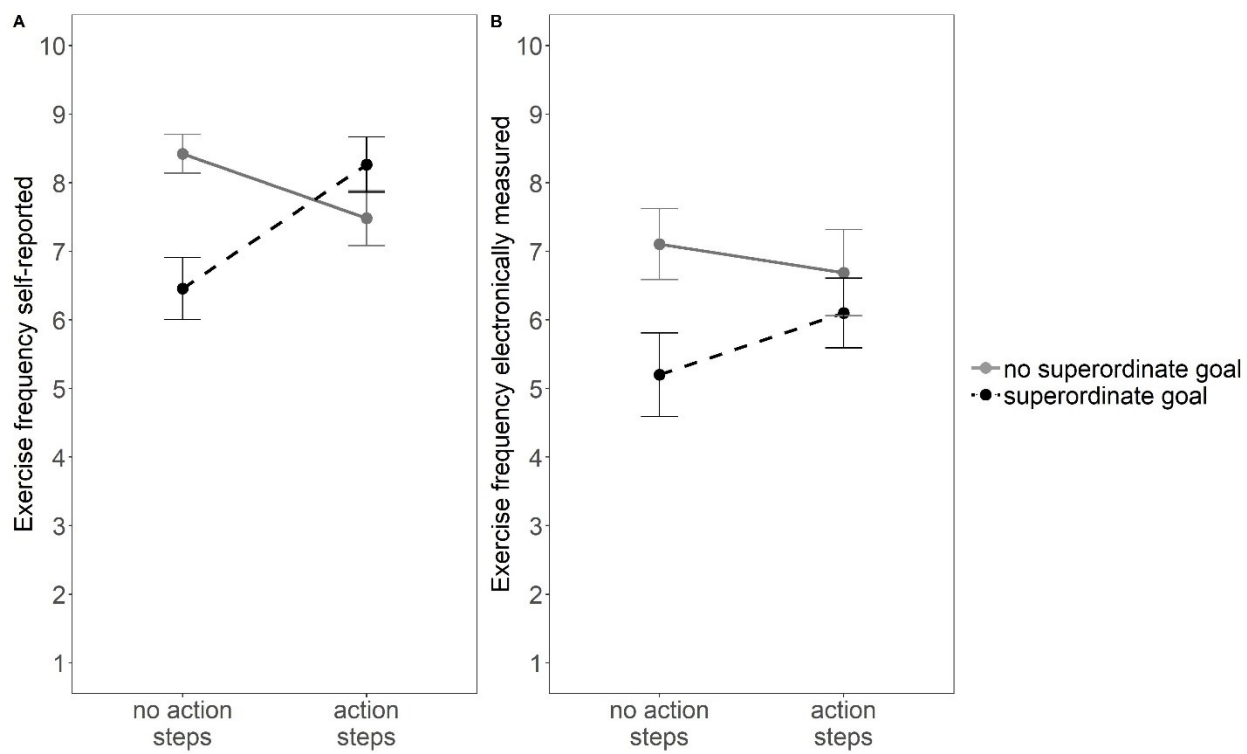 A
Exercise frequency self-reported
10
9
8
7
6
5
4
3
2
1
no action
steps
action
steps
B
Exercise frequency electronically measured
10
9
8
7
6
5
4
3
2
1
no action
steps
action
steps
no superordinate goal
superordinate goal